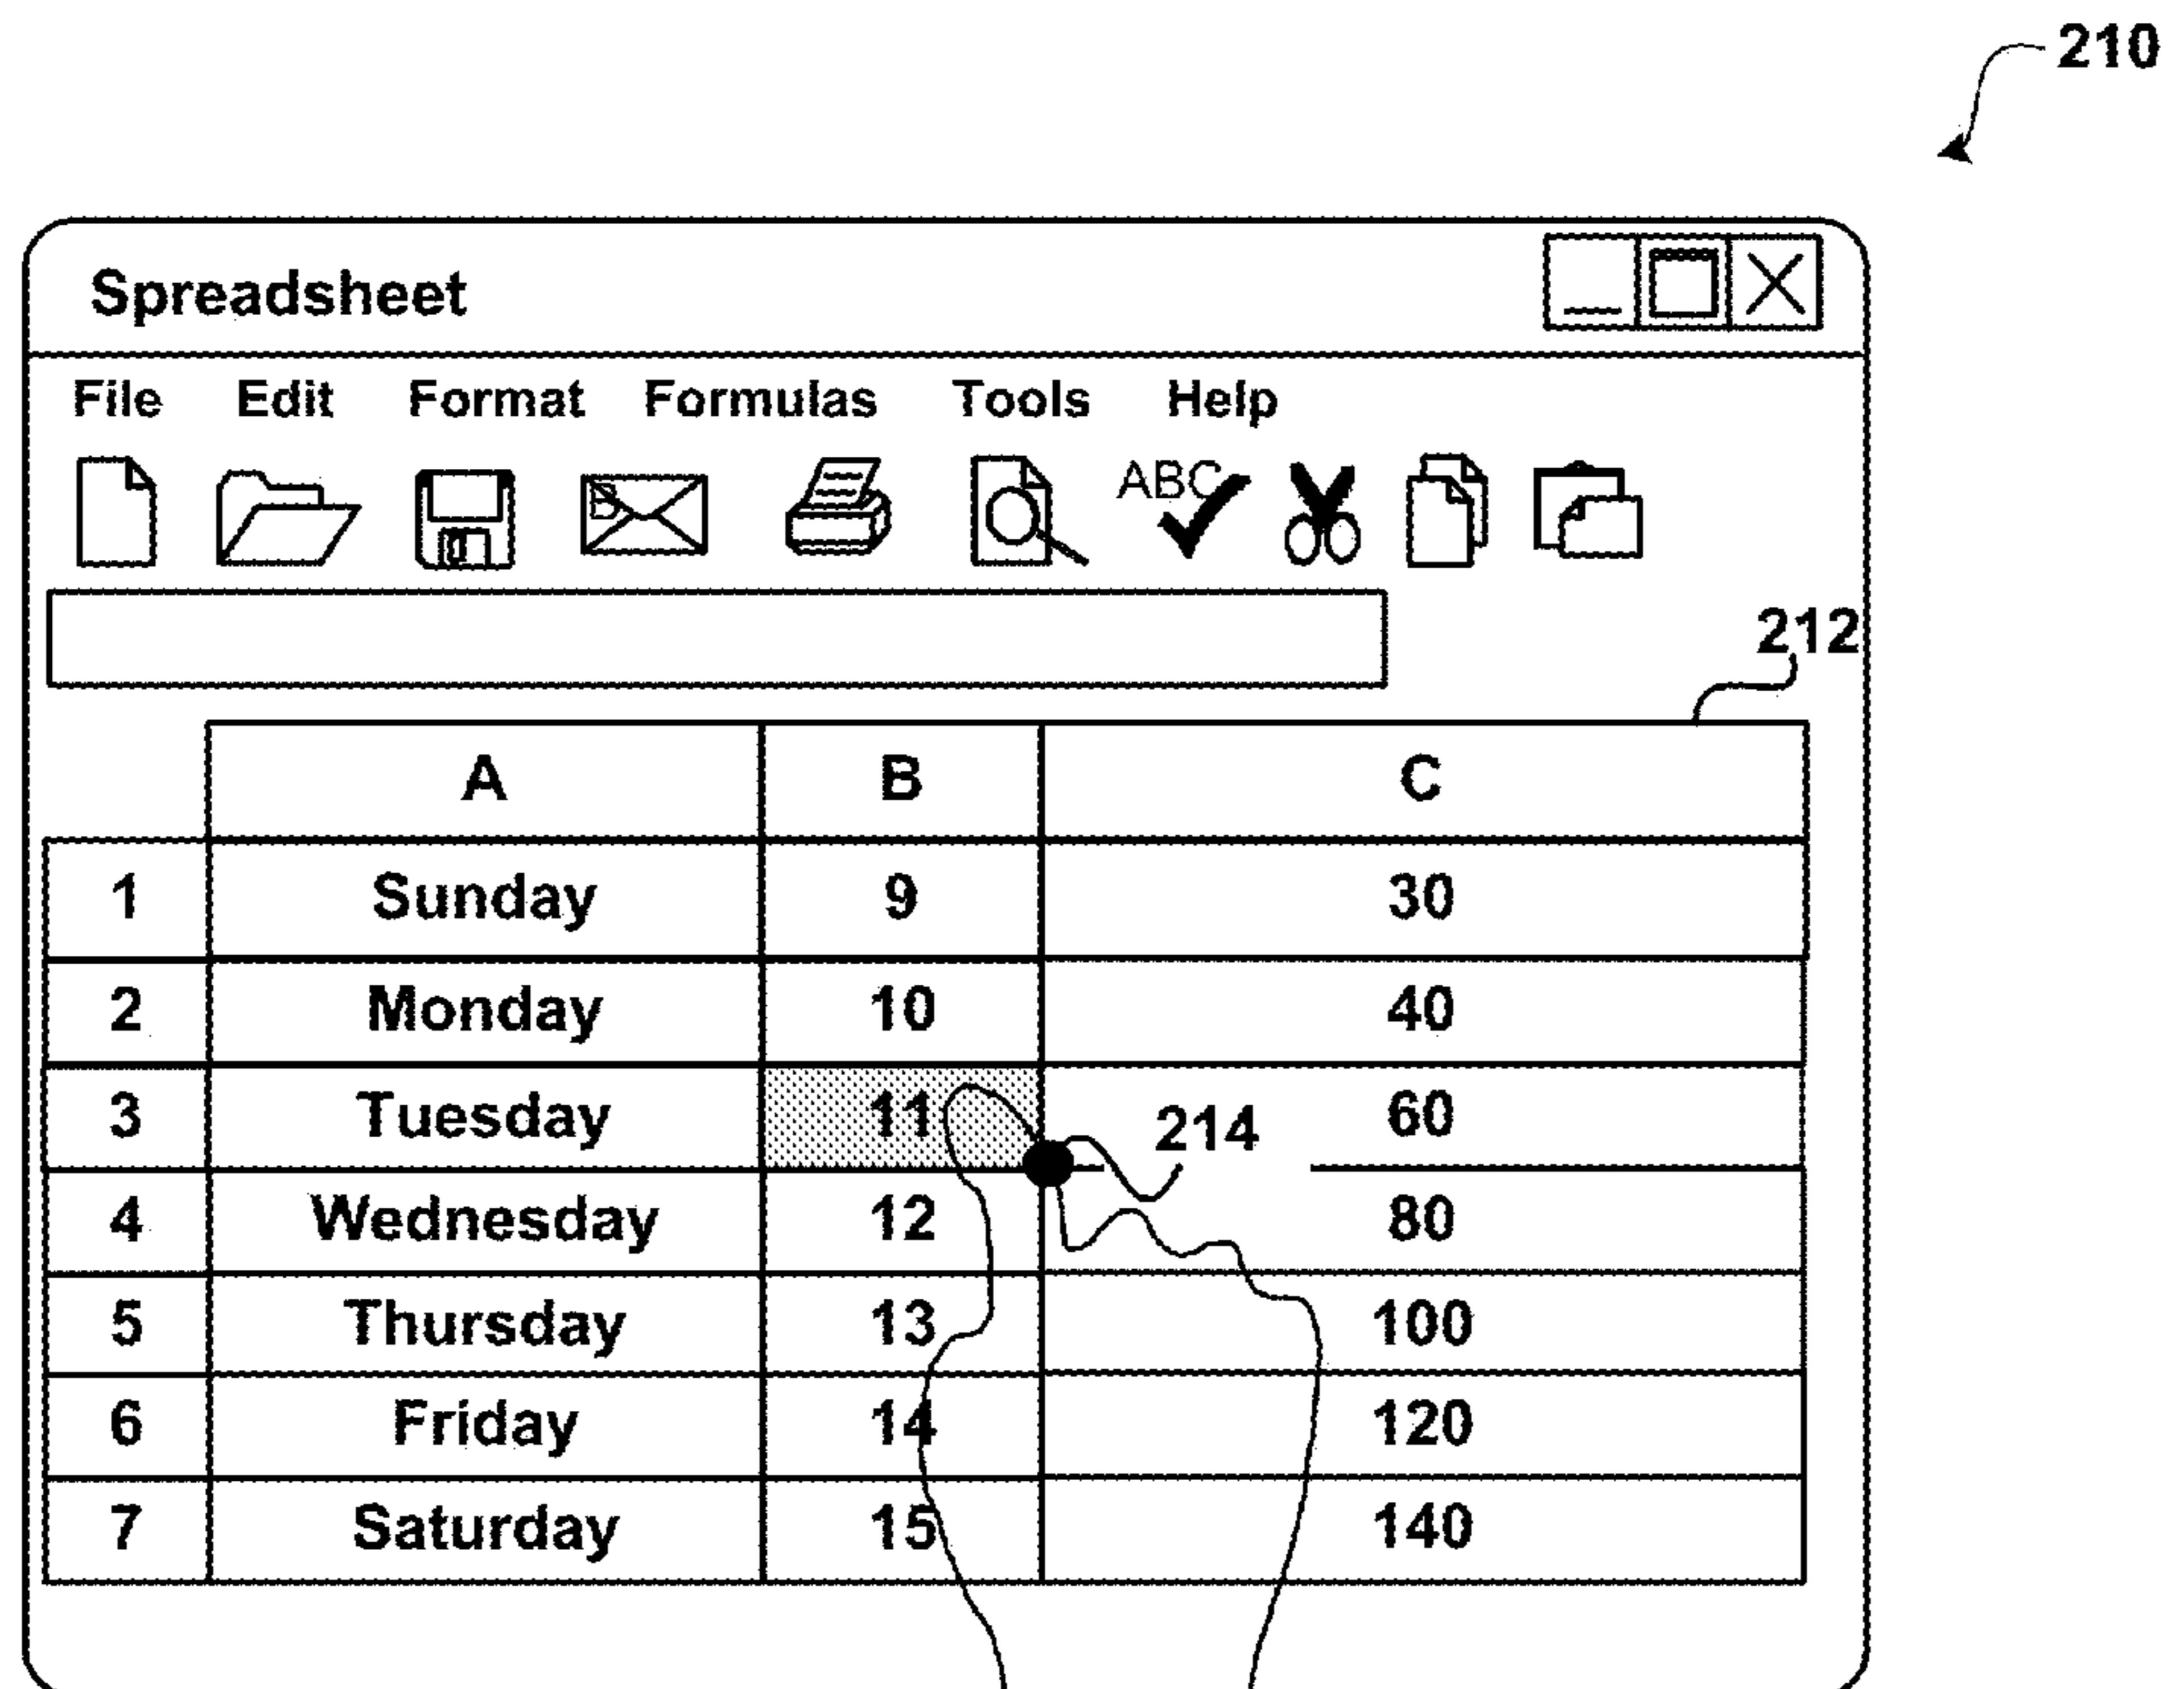 210
Spreadsheet
File Edit Format Formulas Tools Help
B ABC
212
A B C
1 Sunday 9 30
2 Monday 10 40
3 Tuesday 11 214 60
4 Wednesday 12 80
5 Thursday 13 100
6 Friday 14 120
7 Saturday 15 140